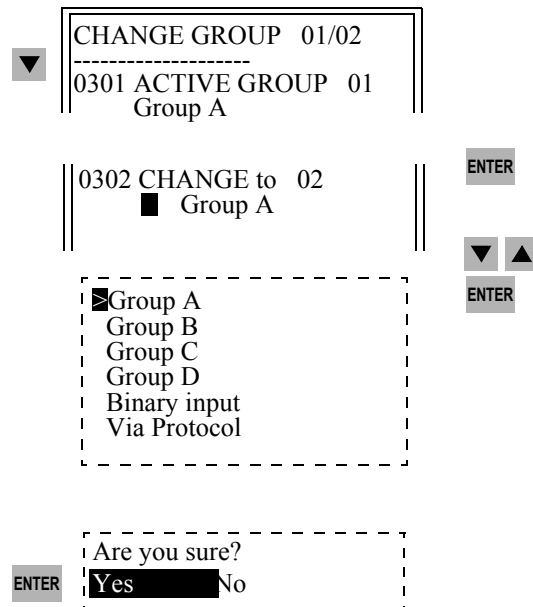 CHANGE GROUP 01/02
--------------------
▼
0301 ACTIVE GROUP 01
Group A
0302 CHANGE to 02
Group A
ENTER
▼ ▲
ENTER
>Group A
Group B
Group C
Group D
Binary input
Via Protocol
Are you sure?
ENTER
Yes No